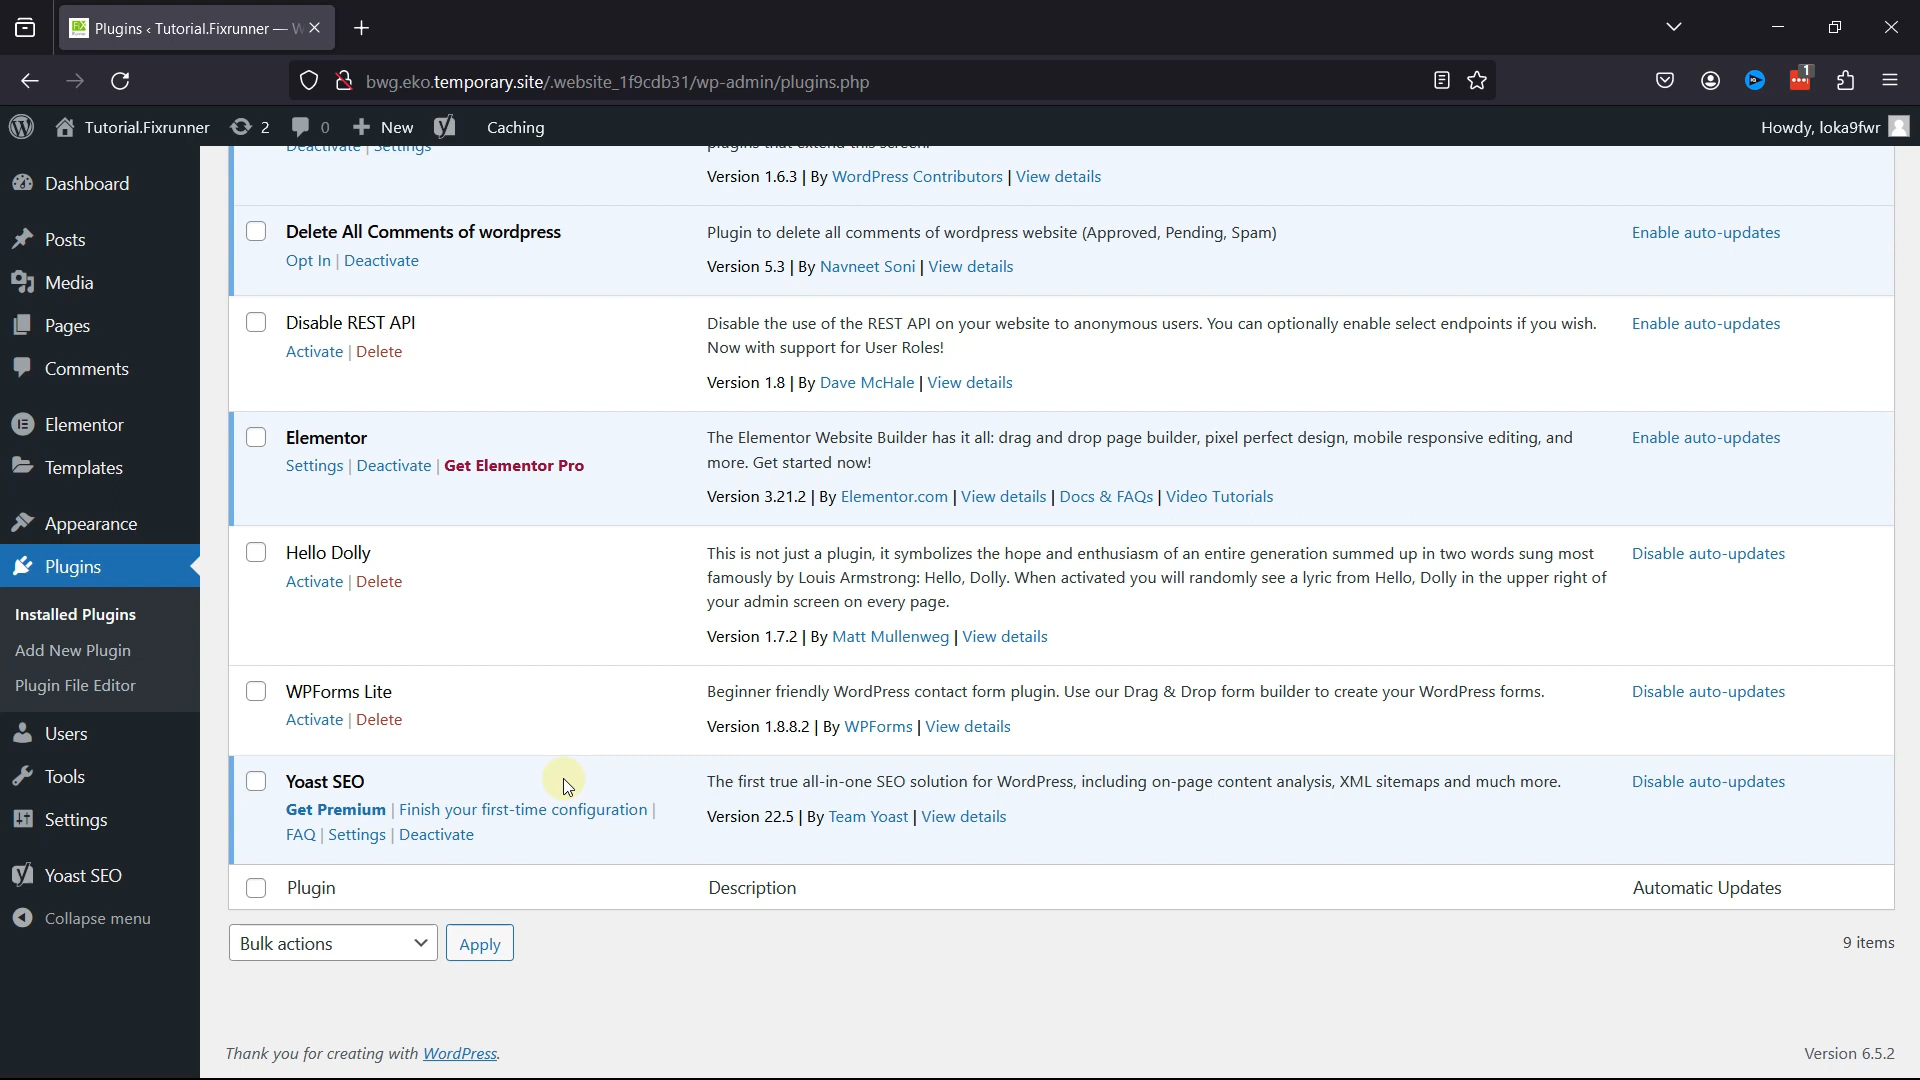 Plugins ‹ Tutorial.Fixrunner — W
bwg.eko.temporary.site/.website_1f9cdb31/wp-admin/plugins.php
1
Tutorial.Fixrunner
2
0
New
Caching
Howdy, loka9fwr
Dashboard
Posts
Media
Pages
Comments
Elementor
Templates
Appearance
Plugins
Installed Plugins
Add New Plugin
Plugin File Editor
Users
Tools
Settings
Yoast SEO
Collapse menu
Deactivate | Settings
plugins that extend this screen.
Version 1.6.3 | By WordPress Contributors | View details
Delete All Comments of wordpress
Opt In | Deactivate
Plugin to delete all comments of wordpress website (Approved, Pending, Spam)
Version 5.3 | By Navneet Soni | View details
Enable auto-updates
Disable REST API
Activate | Delete
Disable the use of the REST API on your website to anonymous users. You can optionally enable select endpoints if you wish.
Now with support for User Roles!
Version 1.8 | By Dave McHale | View details
Enable auto-updates
Elementor
Settings | Deactivate | Get Elementor Pro
The Elementor Website Builder has it all: drag and drop page builder, pixel perfect design, mobile responsive editing, and
more. Get started now!
Version 3.21.2 | By Elementor.com | View details | Docs & FAQs | Video Tutorials
Enable auto-updates
Hello Dolly
Activate | Delete
This is not just a plugin, it symbolizes the hope and enthusiasm of an entire generation summed up in two words sung most
famously by Louis Armstrong: Hello, Dolly. When activated you will randomly see a lyric from Hello, Dolly in the upper right of
your admin screen on every page.
Version 1.7.2 | By Matt Mullenweg | View details
Disable auto-updates
WPForms Lite
Activate | Delete
Beginner friendly WordPress contact form plugin. Use our Drag & Drop form builder to create your WordPress forms.
Version 1.8.8.2 | By WPForms | View details
Disable auto-updates
Yoast SEO
Get Premium | Finish your first-time configuration |
FAQ | Settings | Deactivate
The first true all-in-one SEO solution for WordPress, including on-page content analysis, XML sitemaps and much more.
Version 22.5 | By Team Yoast | View details
Disable auto-updates
Plugin
Description
Automatic Updates
Bulk actions
Apply
9 items
Thank you for creating with WordPress.
Version 6.5.2